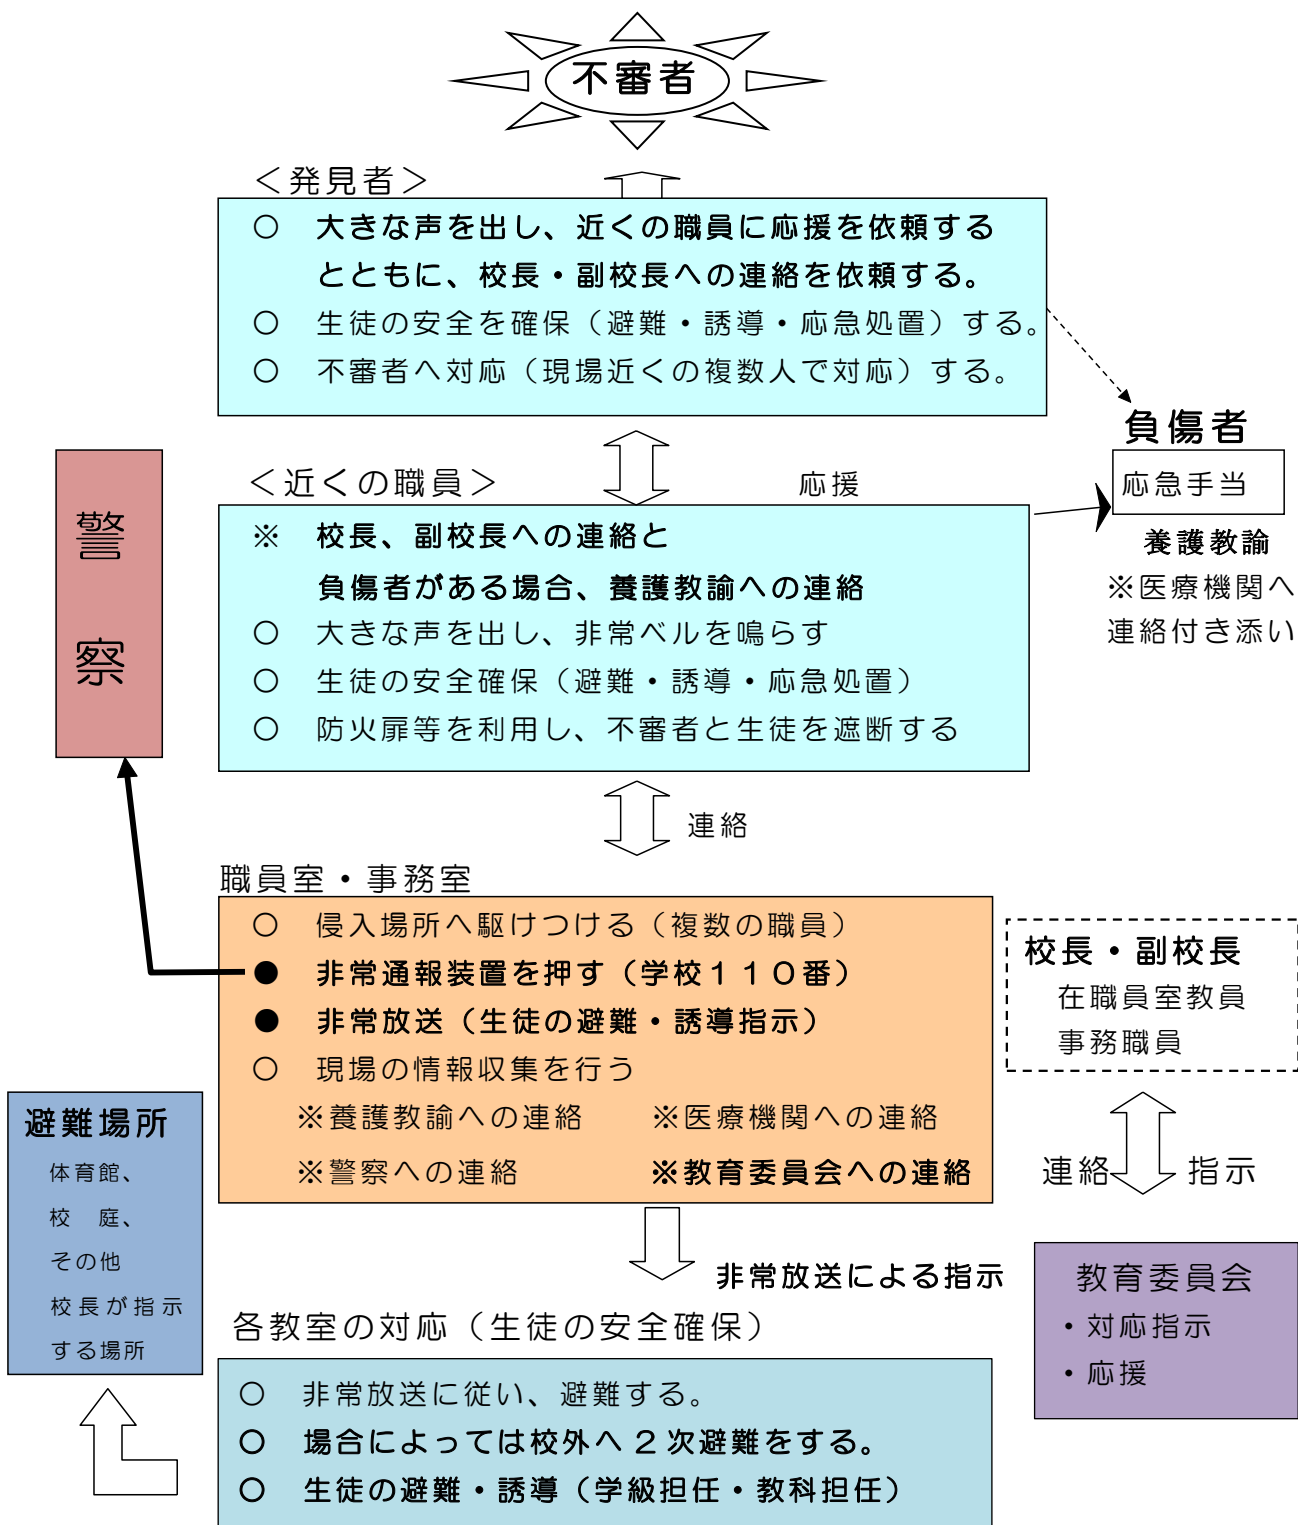 不審者
＜発見者＞
○　大きな声を出し、近くの職員に応援を依頼する
とともに、校長・副校長への連絡を依頼する。
○　生徒の安全を確保（避難・誘導・応急処置）する。
○　不審者へ対応（現場近くの複数人で対応）する。
負傷者
応急手当
養護教諭
※医療機関へ
連絡付き添い
警
察
＜近くの職員＞
応援
※　校長、副校長への連絡と
負傷者がある場合、養護教諭への連絡
○　大きな声を出し、非常ベルを鳴らす
○　生徒の安全確保（避難・誘導・応急処置）
○　防火扉等を利用し、不審者と生徒を遮断する
連絡
職員室・事務室
○　侵入場所へ駆けつける（複数の職員）
●　非常通報装置を押す（学校１１０番）
●　非常放送（生徒の避難・誘導指示）
○　現場の情報収集を行う
※養護教諭への連絡　　※医療機関への連絡
※警察への連絡　　※教育委員会への連絡
校長・副校長
在職員室教員
事務職員
連絡　指示
教育委員会
・対応指示
・応援
避難場所
体育館、
校　庭、
その他
校長が指示
する場所
非常放送による指示
各教室の対応（生徒の安全確保）
○　非常放送に従い、避難する。
○　場合によっては校外へ２次避難をする。
○　生徒の避難・誘導（学級担任・教科担任）